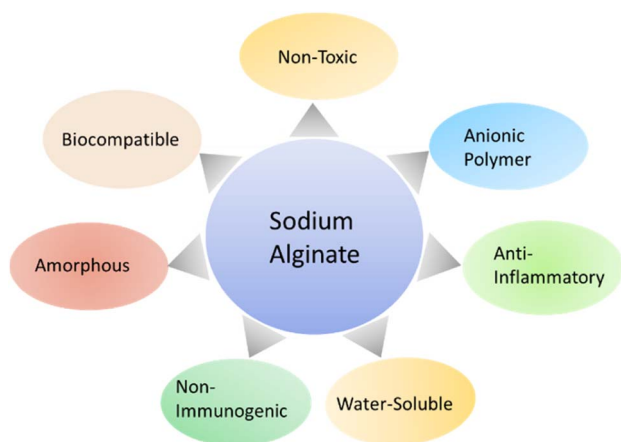 Non-Toxic
Biocompatible
Anionic
Polymer
Sodium
Alginate
Amorphous
Anti-
Inflammatory
Non-
Immunogenic
Water-Soluble